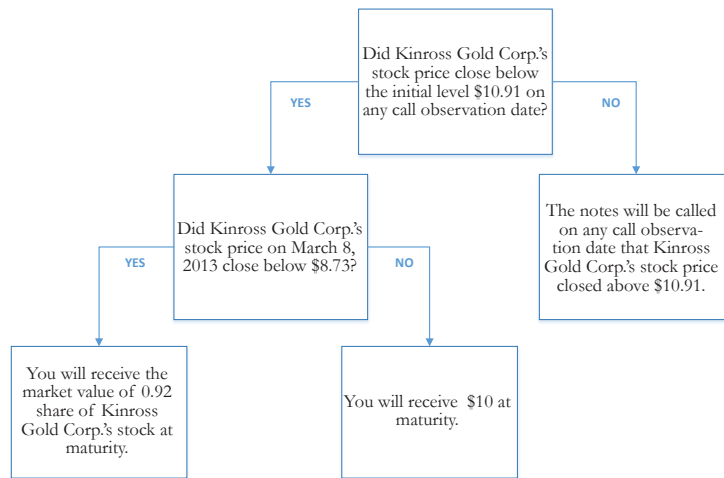 Did Kinross Gold Corp.'s
stock price close below
the initial level $10.91 on
any call observation date?
YES
NO
Did Kinross Gold Corp.'s
stock price on March 8,
2013 close below $8.73?
The notes will be called
on any call observa-
tion date that Kinross
Gold Corp.'s stock price
closed above $10.91.
YES
NO
You will receive the
market value of 0.92
share of Kinross
Gold Corp.'s stock at
maturity.
You will receive $10 at
maturity.